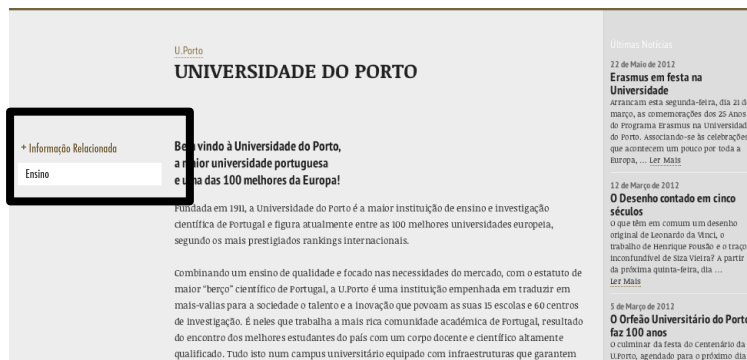 U.Porto
UNIVERSIDADE DO PORTO
+ Informação Relacionada
Ensino
vindo à Universidade do Porto,
universidade portuguesa
das 100 melhores da Europa!
Fundada em 1911, a Universidade do Porto é a maior instituição de ensino e investigação
científica de Portugal e figura atualmente entre as 100 melhores universidades europeia,
segundo os mais prestigiados rankings internacionais.
Combinando um ensino de qualidade e focado nas necessidades do mercado, com o estatuto de
maior “berço” científico de Portugal, a U.Porto é uma instituição empenhada em traduzir em
mais-valias para a sociedade o talento e a inovação que povoam as suas 15 escolas e 60 centros
de investigação. É neles que trabalha a mais rica comunidade académica de Portugal, resultado
do encontro dos melhores estudantes do país com um corpo docente e científico altamente
qualificado. Tudo isto num campus universitário equipado com infraestruturas que garantem
Últimas Notícias
22 de Maio de 2012
Erasmus em festa na
Universidade
Arrancam esta segunda-feira, dia 21 de
março, as comemorações dos 25 Anos
do Programa Erasmus na Universidade
do Porto. Associando-se às celebrações
que acontecem um pouco por toda a
Europa, ... Ler Mais
12 de Março de 2012
O Desenho contado em cinco
séculos
O que têm em comum um desenho
original de Leonardo da Vinci, o
trabalho de Henrique Pousão e o traço
inconfundível de Siza Vieira? A partir
da próxima quinta-feira, dia ....
Ler Mais
5 de Março de 2012
O Orfeão Universitário do Porto
faz 100 anos
O culminar da festa do Centenário da
U.Porto, agendado para o próximo dia